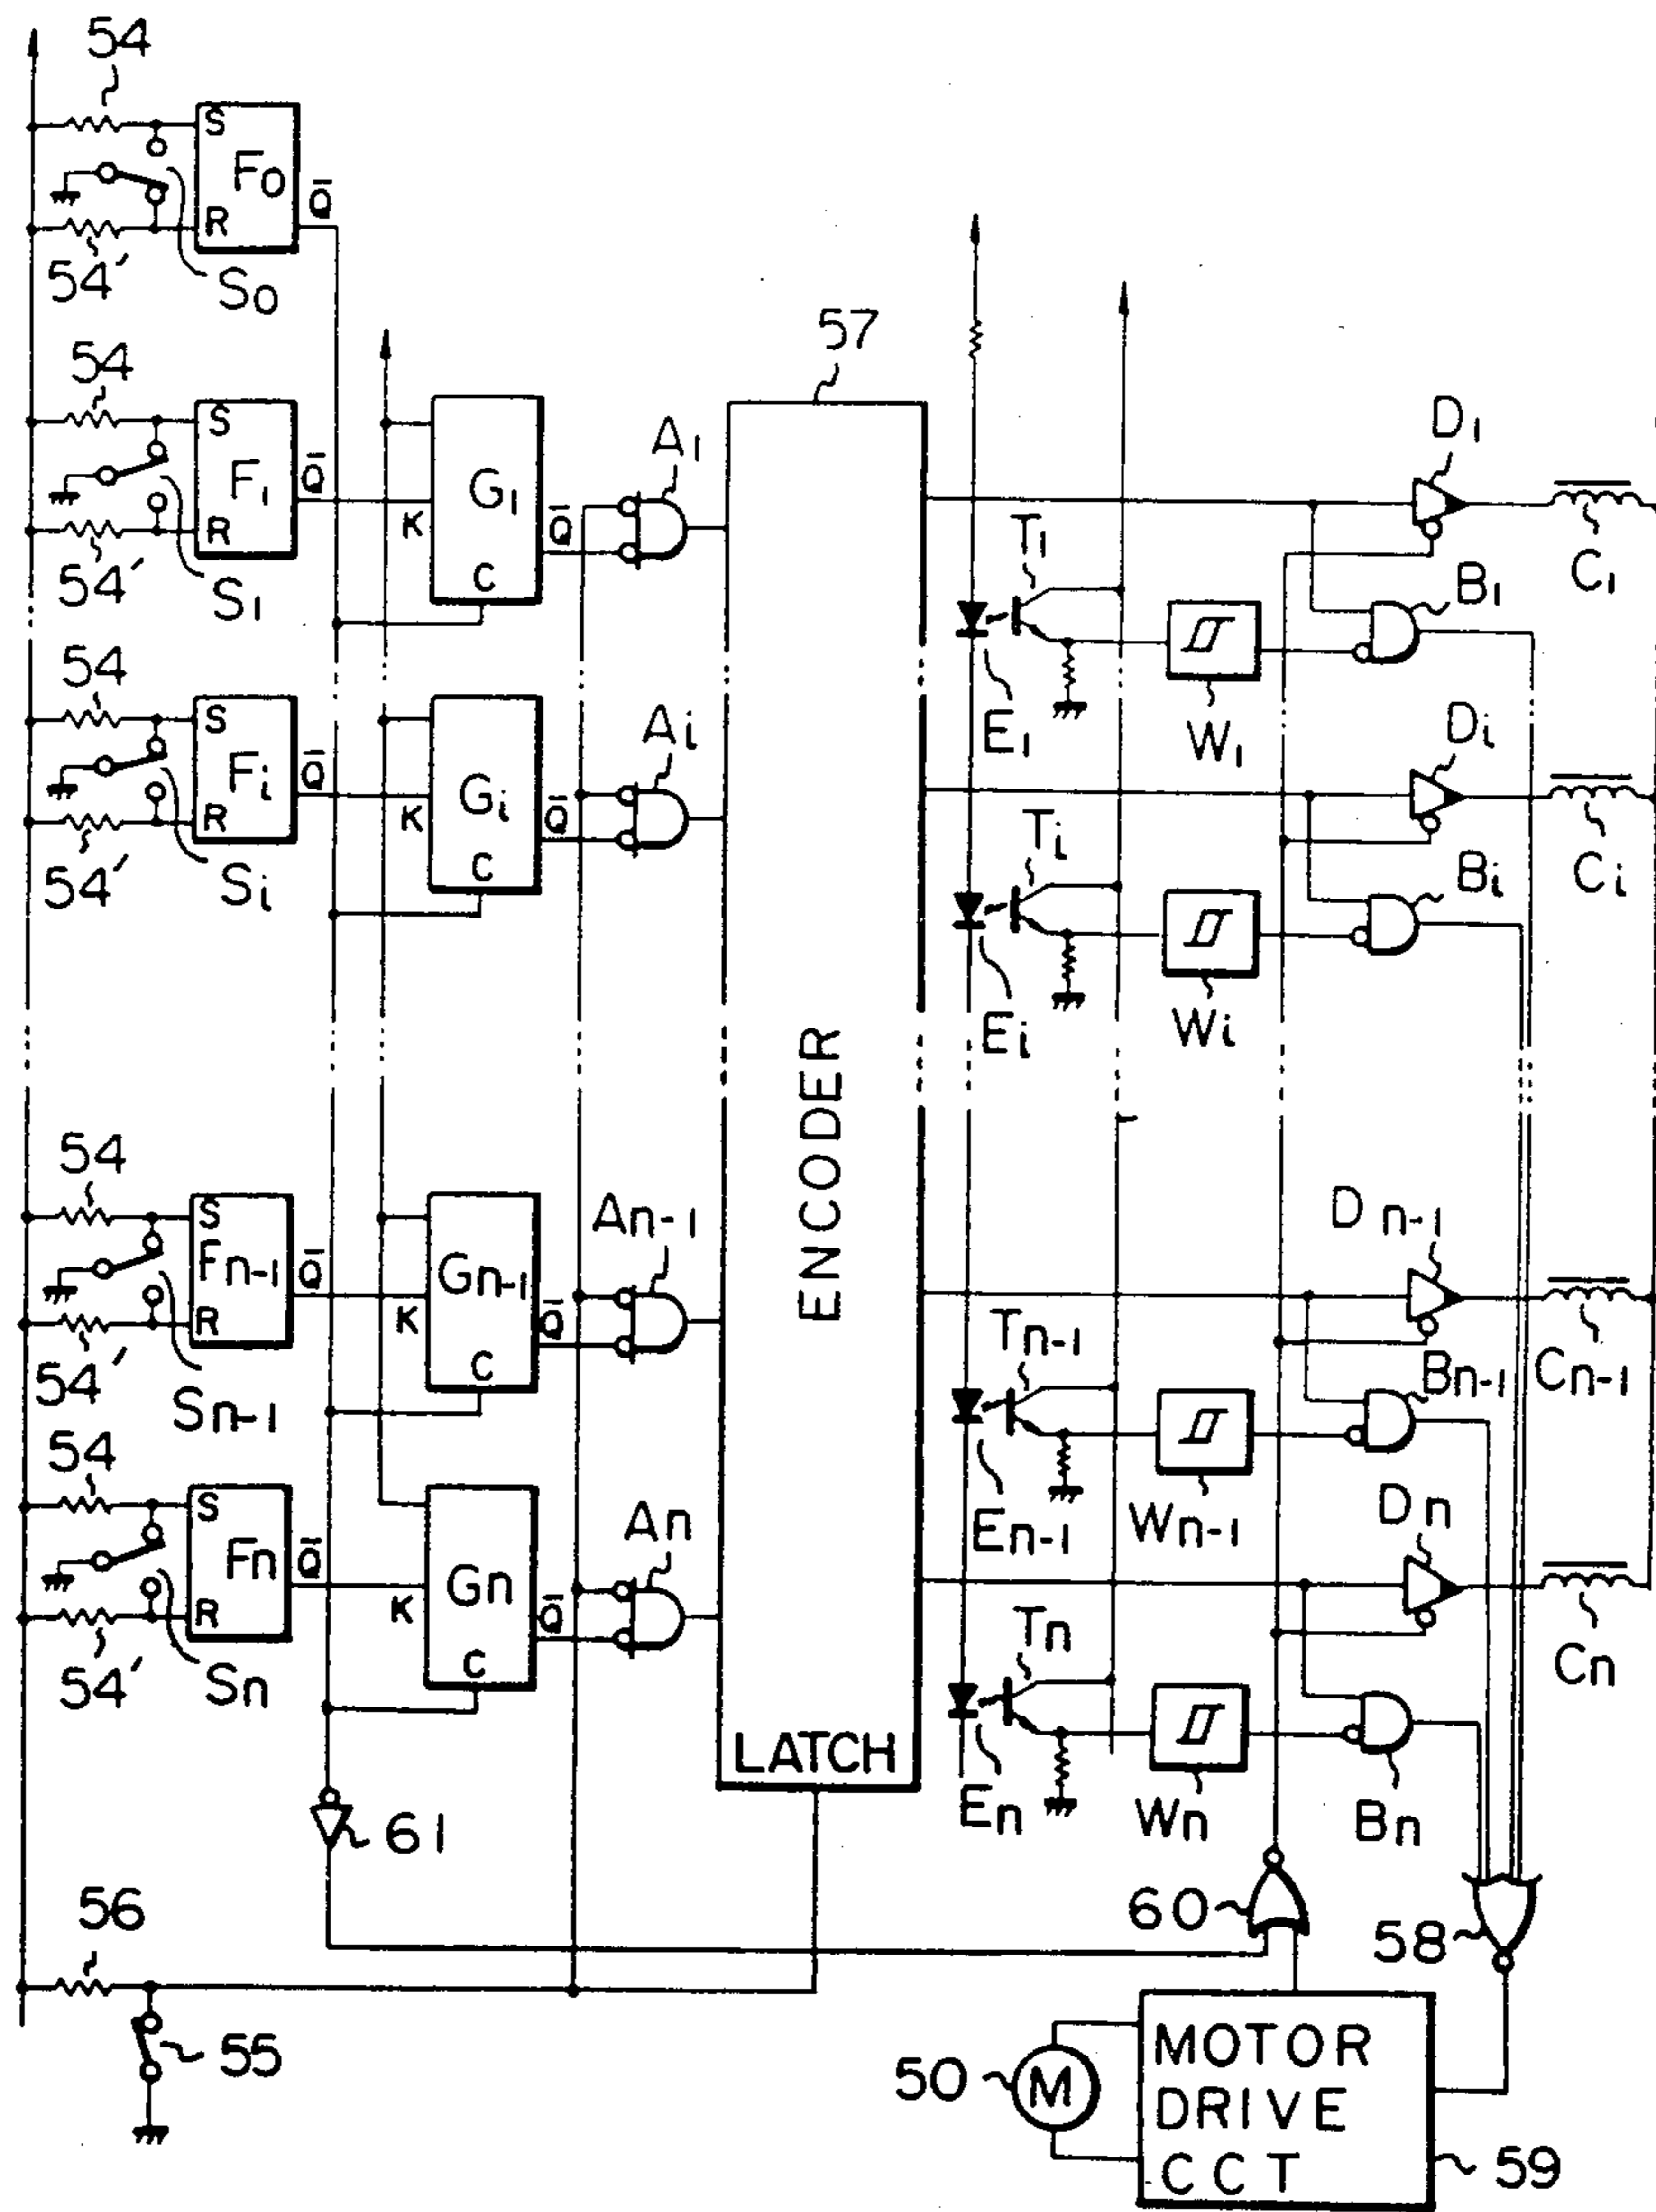 54
S
F0
Q̄
R
54'
S0
57
54
S
F1
Q̄
R
54'
S1
G1
K
Q̄
C
A1
D1
C1
T1
B1
E1
W1
54
S
Fi
Q̄
R
54'
Si
Gi
K
Q̄
C
Ai
Di
Ci
Ti
Bi
Ei
Wi
ENCODER
54
S
Fn-1
Q̄
R
54'
Sn-1
Gn-1
K
Q̄
C
An-1
Dn-1
Cn-1
Tn-1
Bn-1
En-1
Wn-1
54
S
Fn
Q̄
R
54'
Sn
Gn
K
Q̄
C
An
Dn
Cn
Tn
LATCH
En
Wn
Bn
61
56
60
58
55
50
M
MOTOR
DRIVE
CCT
59